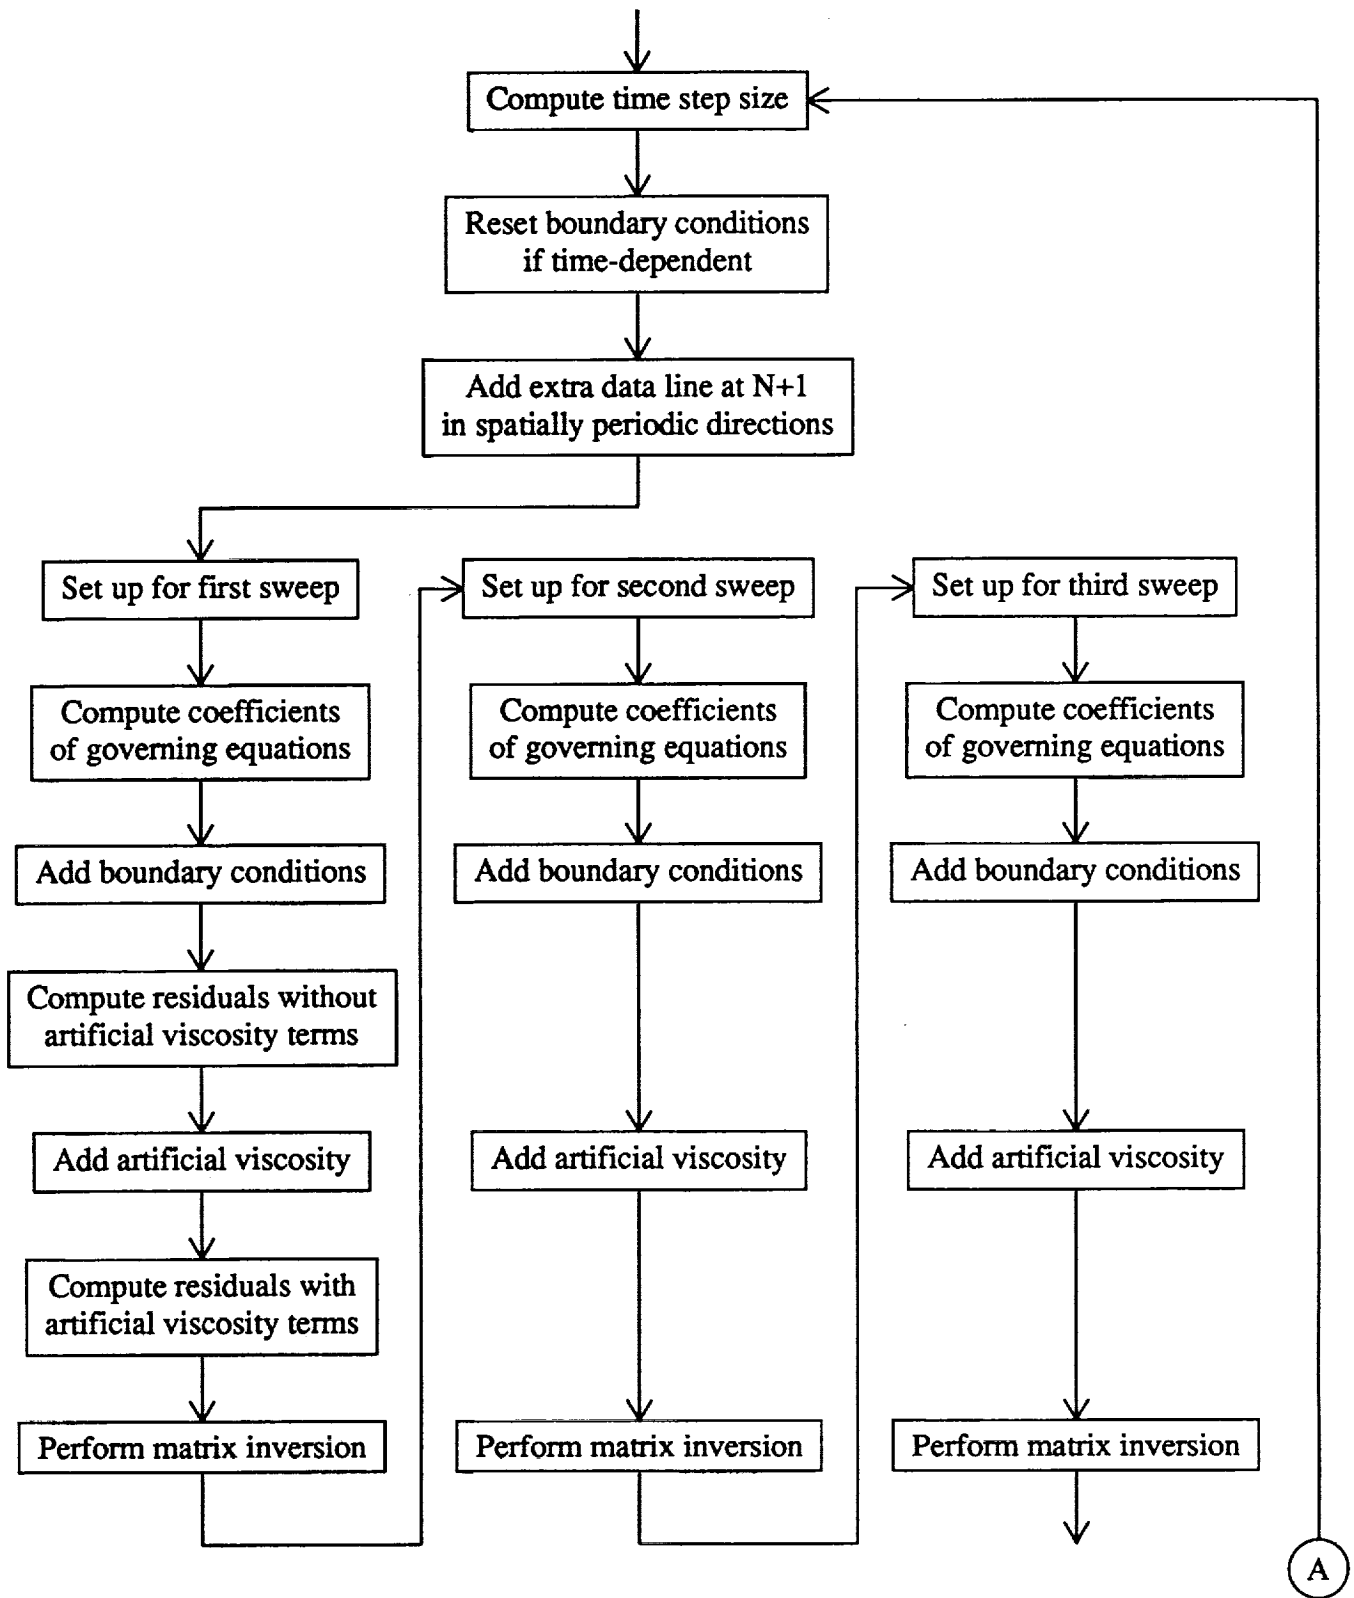 Compute time step size
Reset boundary conditions
if time-dependent
Add extra data line at N+1
in spatially periodic directions
Set up for first sweep
Compute coefficients
of governing equations
Add boundary conditions
Compute residuals without
artificial viscosity terms
Add artificial viscosity
Compute residuals with
artificial viscosity terms
Perform matrix inversion
Set up for second sweep
Compute coefficients
of governing equations
Add boundary conditions
Add artificial viscosity
Perform matrix inversion
Set up for third sweep
Compute coefficients
of governing equations
Add boundary conditions
Add artificial viscosity
Perform matrix inversion
A